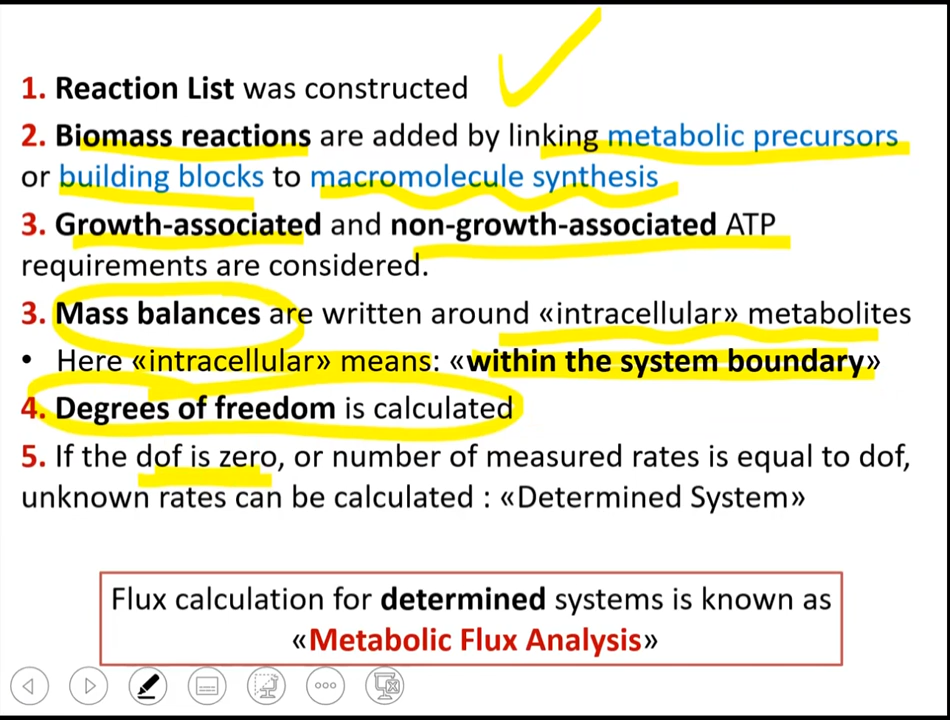 1. Reaction List was constructed
2. Biomass reactions are added by linking metabolic precursors
or building blocks to macromolecule synthesis
3. Growth-associated and non-growth-associated ATP
requirements are considered.
3. Mass balances are written around «intracellular» metabolites
• Here «intracellular» means: «within the system boundary»
4. Degrees of freedom is calculated
5. If the dof is zero, or number of measured rates is equal to dof,
unknown rates can be calculated : «Determined System»
Flux calculation for determined systems is known as
«Metabolic Flux Analysis»